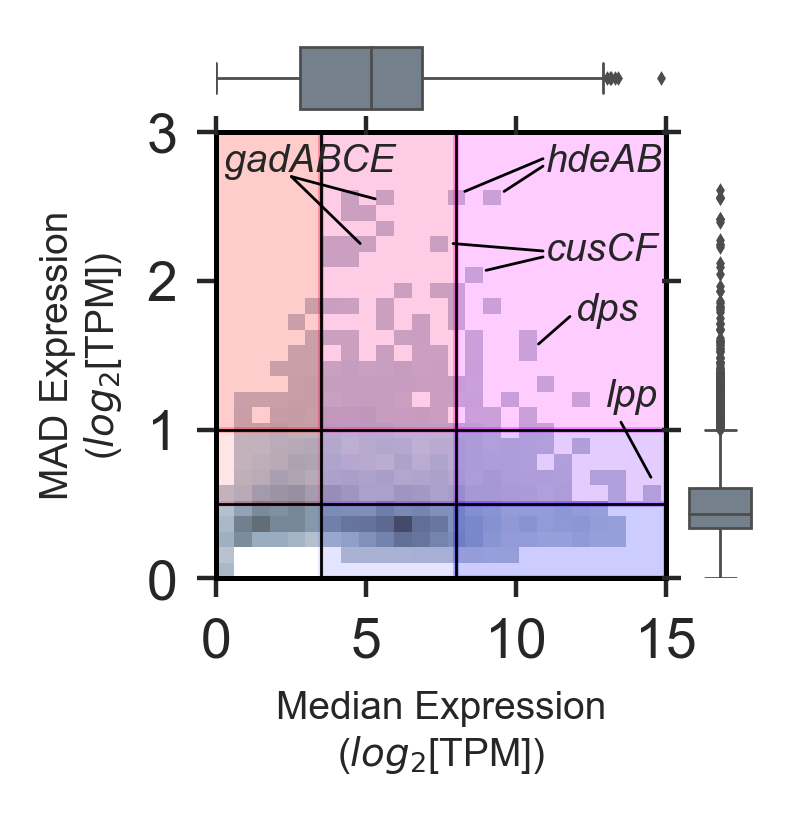 3
gadABCE
hdeAB
cusCF
2
dps
lpp
1
0
MAD Expression
(log₂[TPM])
0 5 10 15
Median Expression
(log₂[TPM])